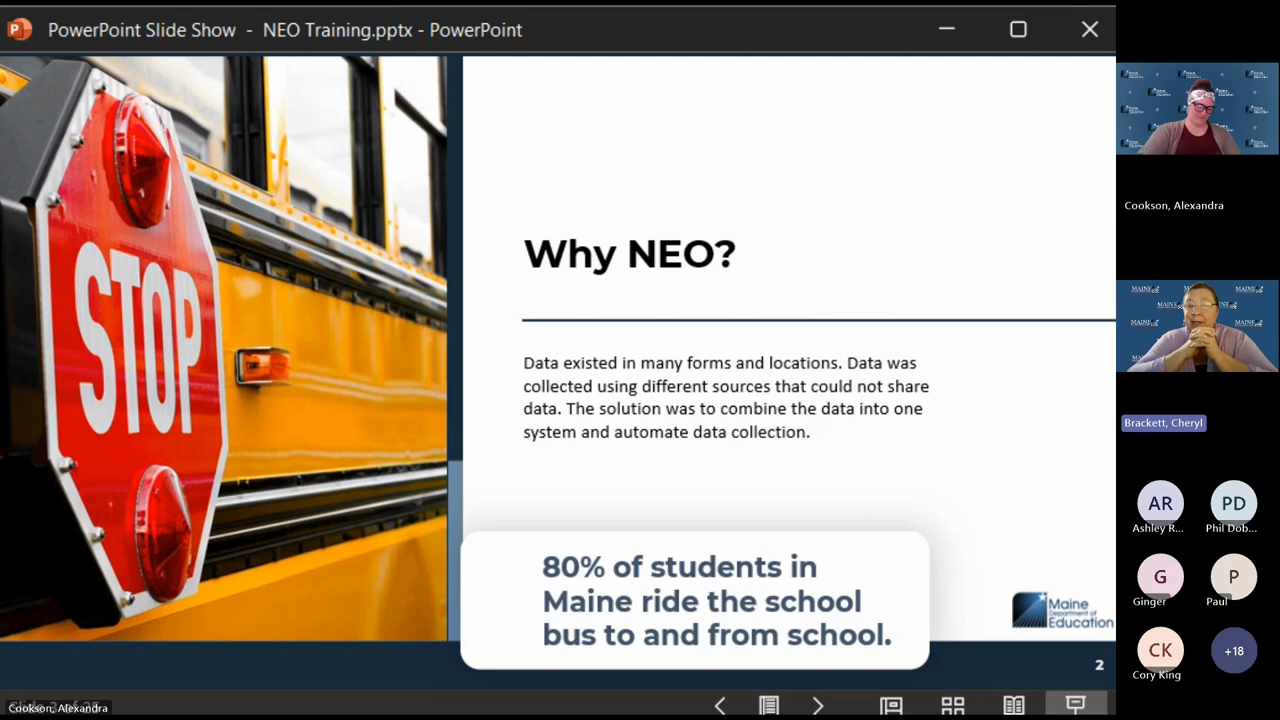 PowerPoint Slide Show - NEO Training.pptx - PowerPoint
STOP
Why NEO?
Data existed in many forms and locations. Data was
collected using different sources that could not share
data. The solution was to combine the data into one
system and automate data collection.
80% of students in
Maine ride the school
bus to and from school.
Maine
Department of
Education
2
Cookson, Alexandra
Cookson, Alexandra
Brackett, Cheryl
AR
PD
Ashley R...
Phil Dob...
G
P
Ginger
Paul
CK
+18
Cory King